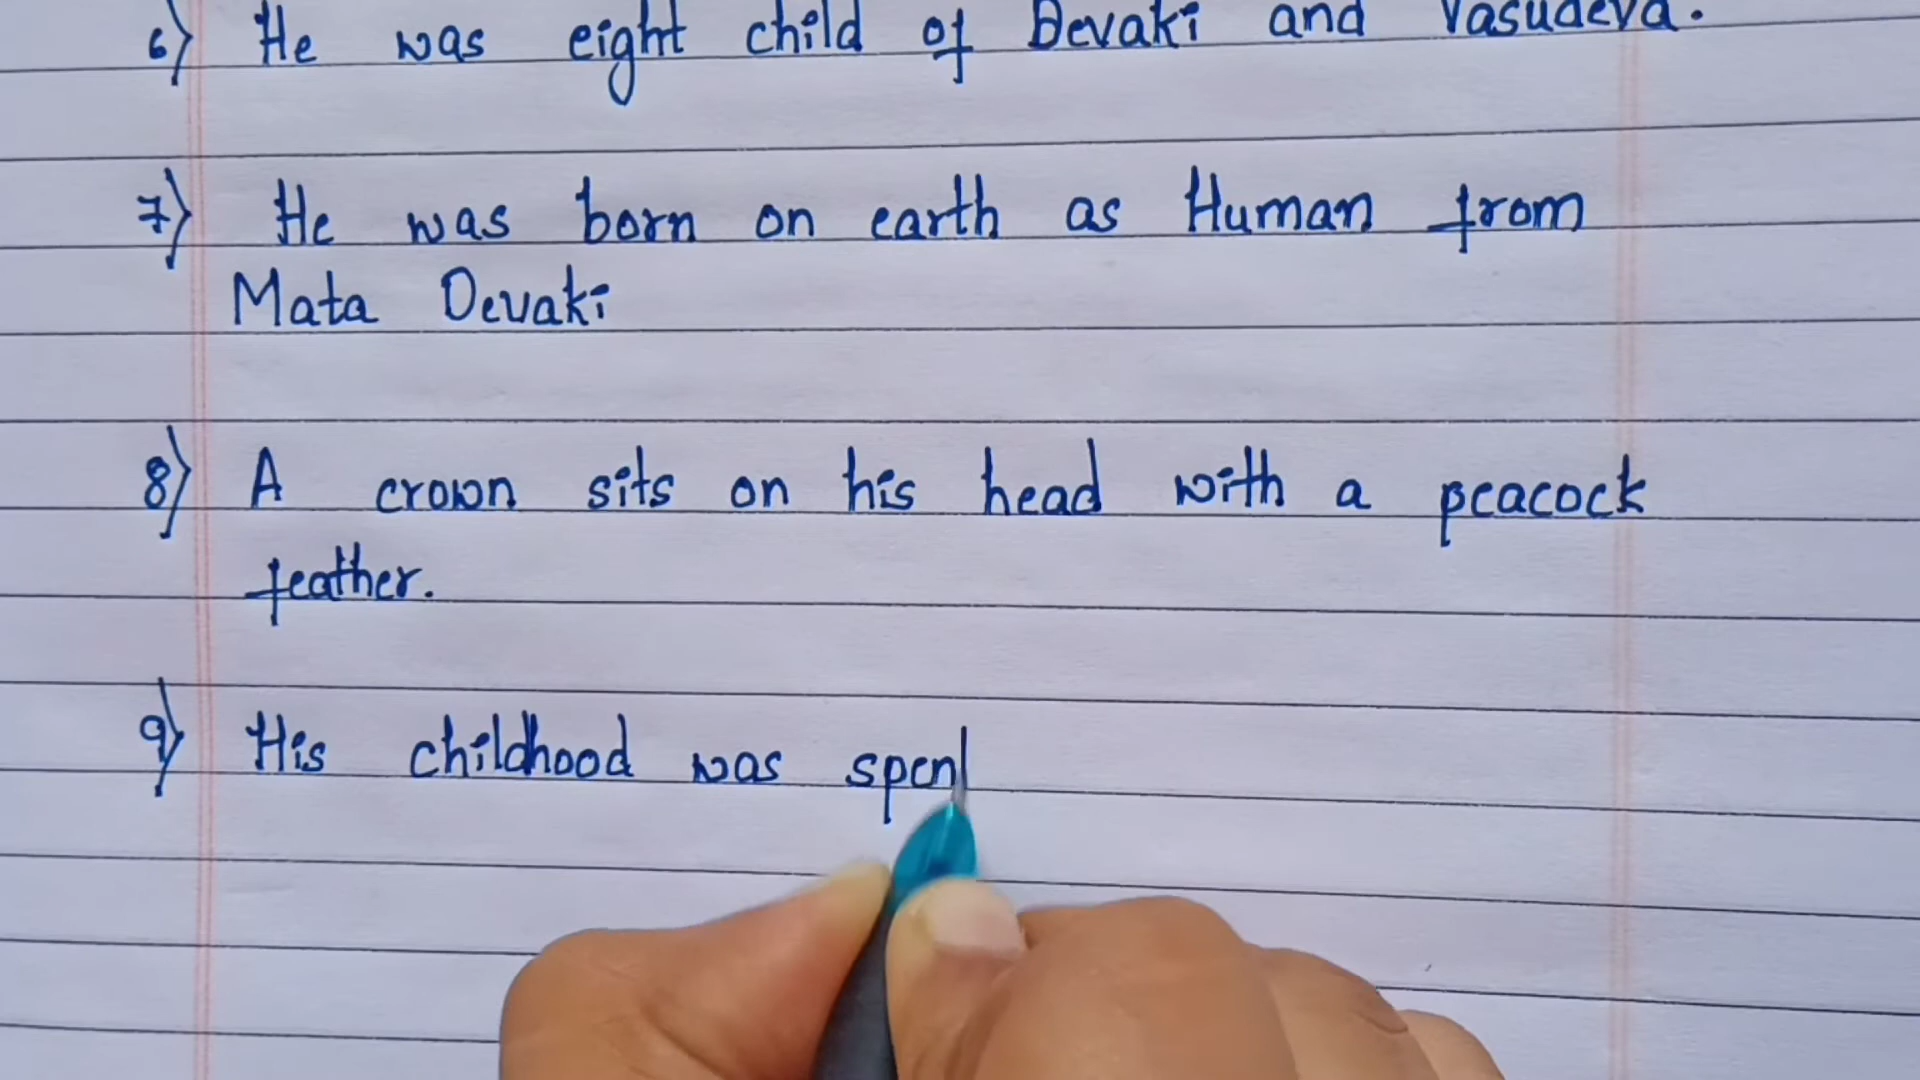 6) He was eight child of Devaki and Vasudeva.
7) He was born on earth as Human from
Mata Devaki
8) A crown sits on his head with a peacock
feather.
9) His childhood was spen